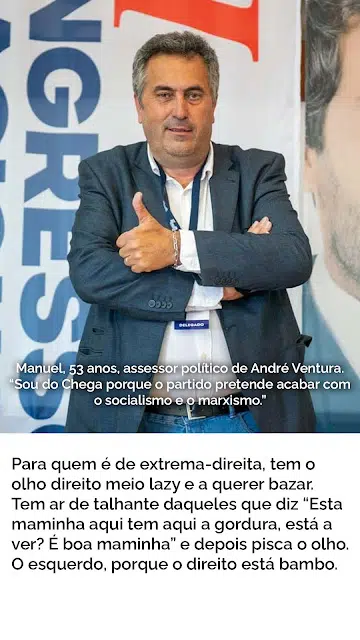 NGRESSO
DELEGADO
Manuel, 53 anos, assessor político de André Ventura.
“Sou do Chega porque o partido pretende acabar com
o socialismo e o marxismo.”
Para quem é de extrema-direita, tem o
olho direito meio lazy e a querer bazar.
Tem ar de talhante daqueles que diz “Esta
maminha aqui tem aqui a gordura, está a
ver? É boa maminha” e depois pisca o olho.
O esquerdo, porque o direito está bambo.